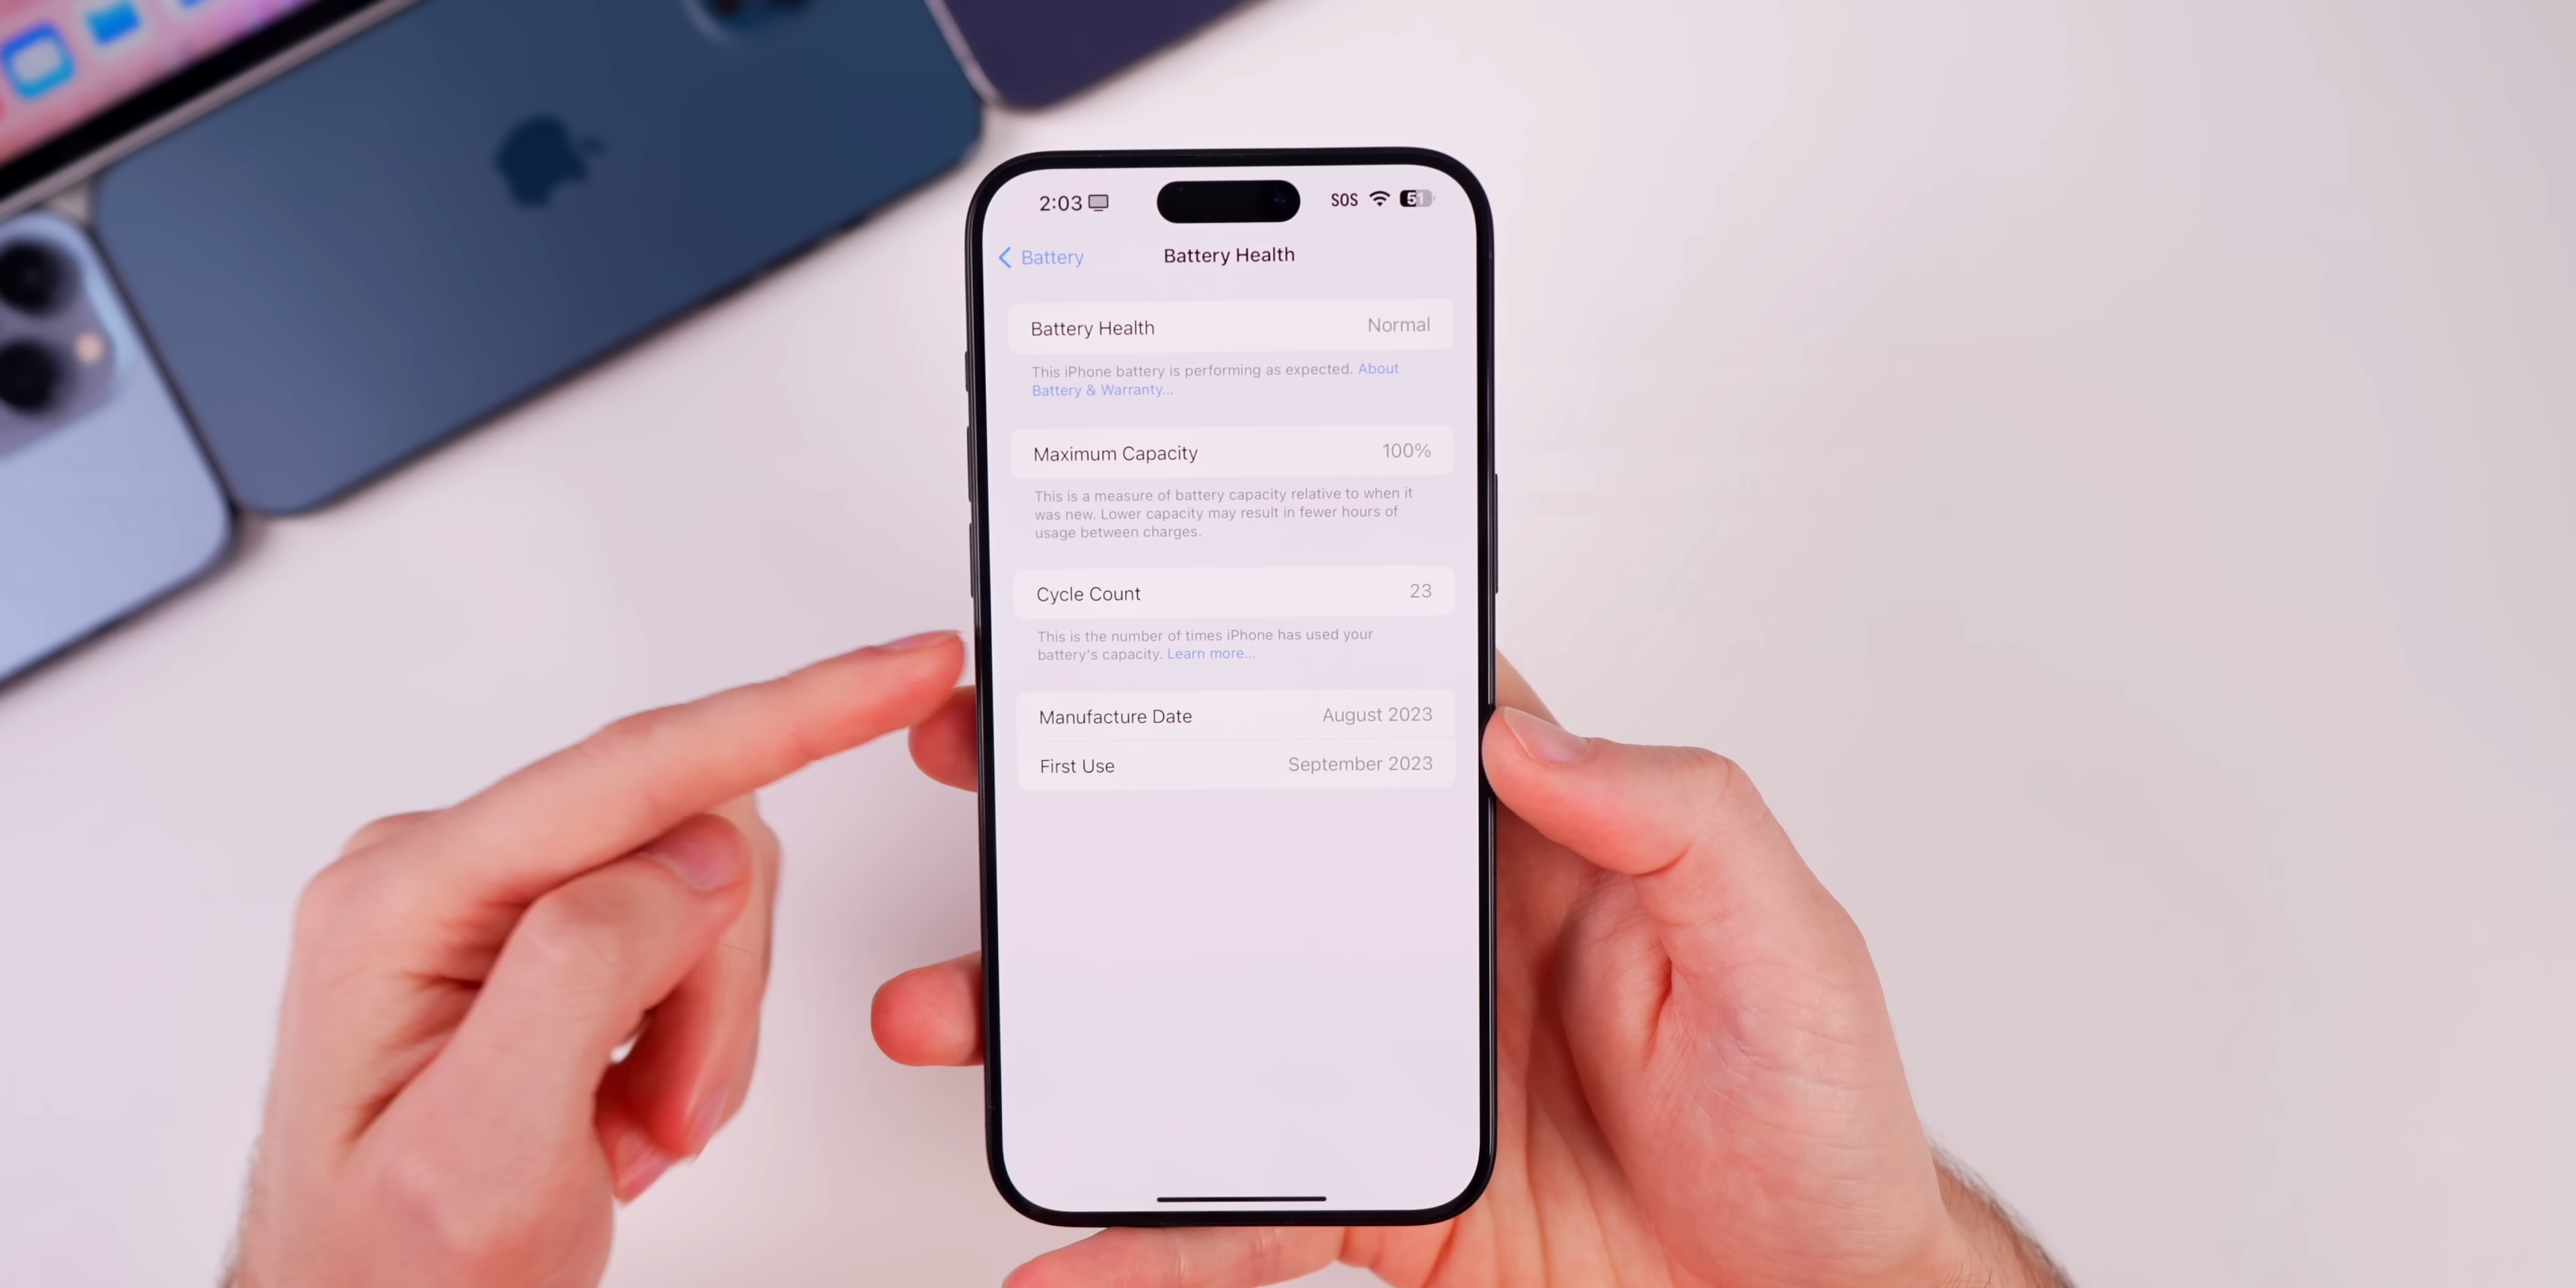 2:03 SOS 51
Battery Battery Health
Battery Health Normal
This iPhone battery is performing as expected. About
Battery & Warranty...
Maximum Capacity 100%
This is a measure of battery capacity relative to when it
was new. Lower capacity may result in fewer hours of
usage between charges.
Cycle Count 23
This is the number of times iPhone has used your
battery's capacity. Learn more...
Manufacture Date August 2023
First Use September 2023